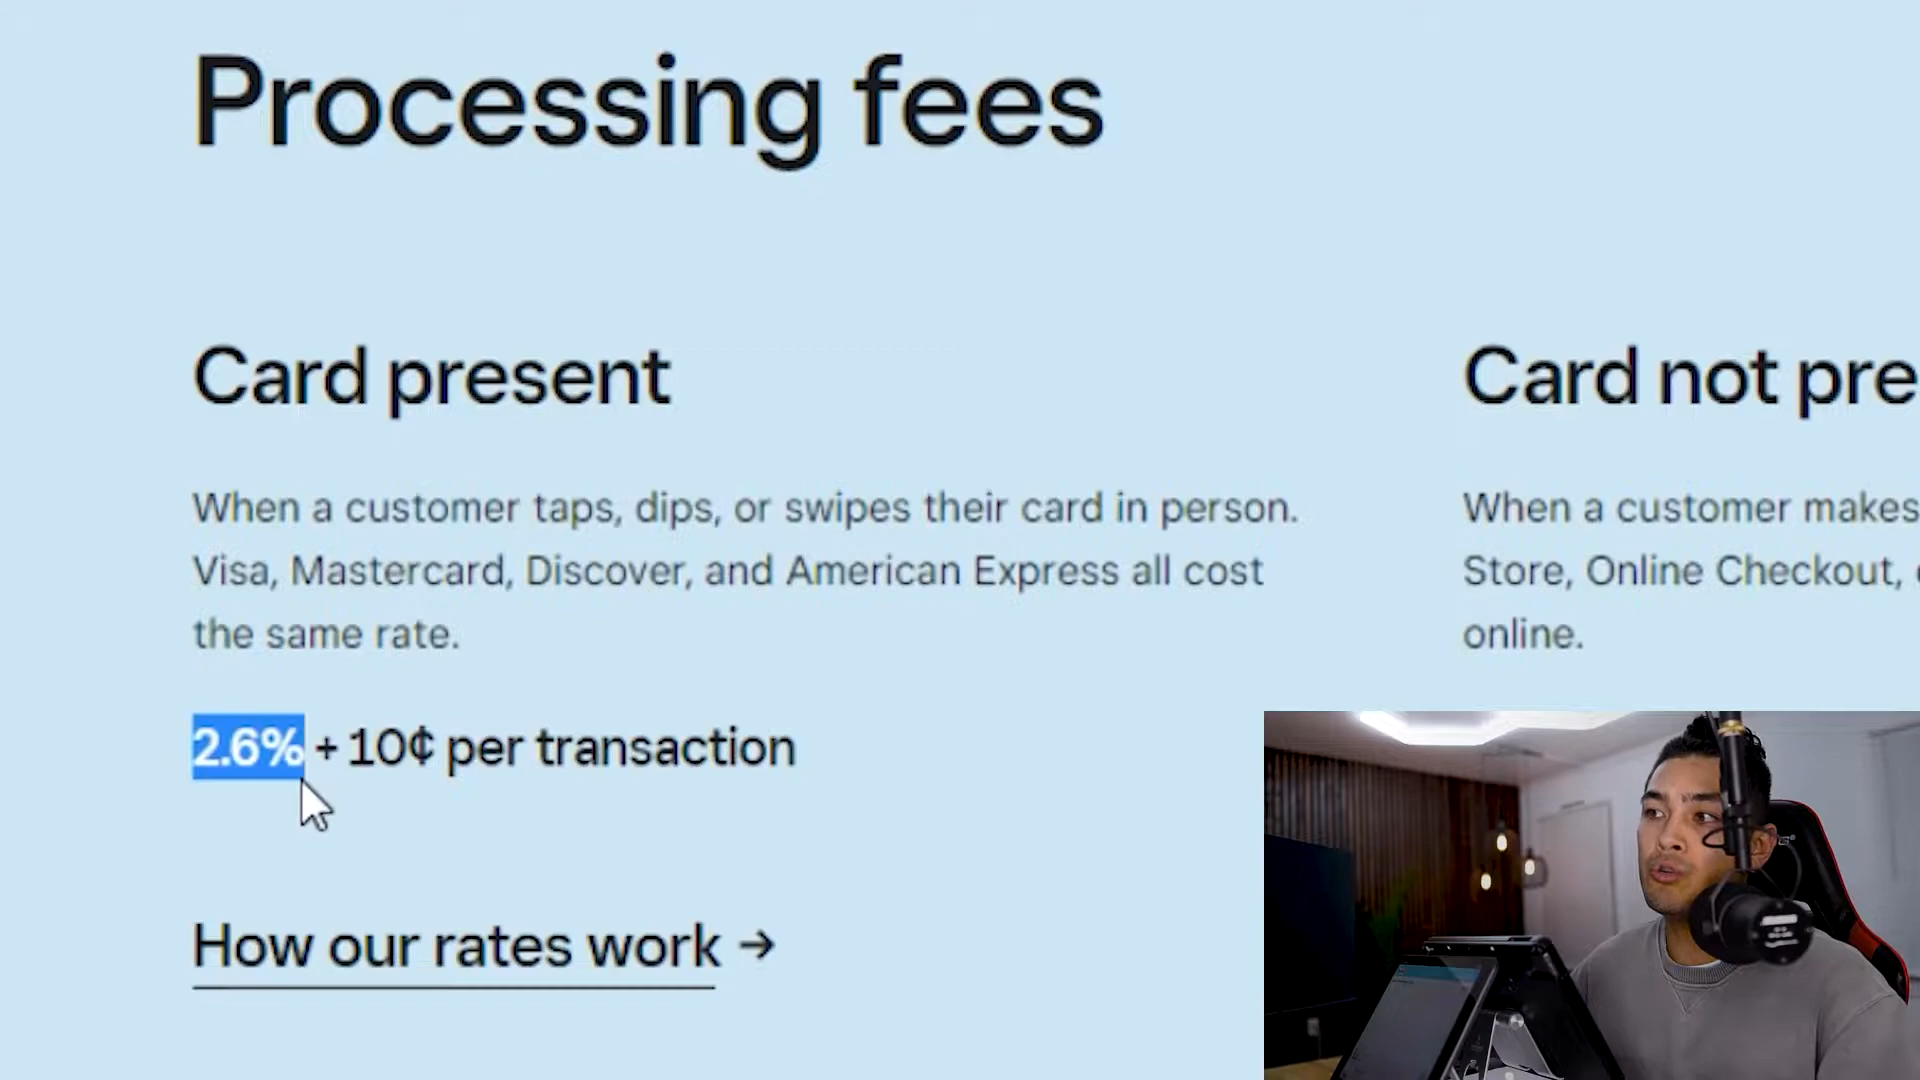 Processing fees
Card present
When a customer taps, dips, or swipes their card in person.
Visa, Mastercard, Discover, and American Express all cost
the same rate.
2.6% + 10¢ per transaction
How our rates work →
Card not pre
When a customer makes
Store, Online Checkout,
online.